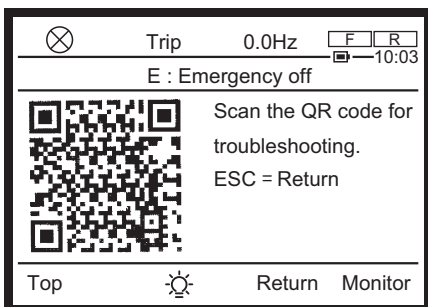 Trip 0.0Hz F R
10:03
E : Emergency off
Scan the QR code for
troubleshooting.
ESC = Return
Top Return Monitor